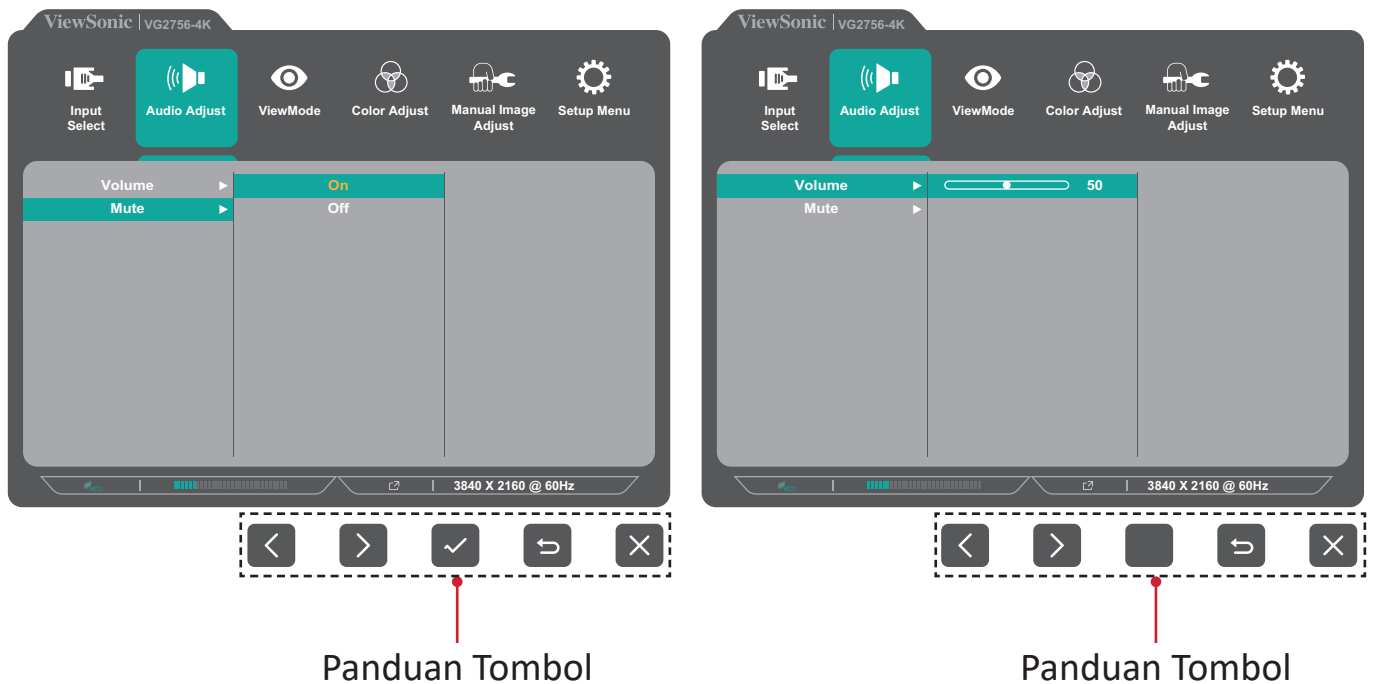 ViewSonic VG2756-4K
Input
Select
Audio Adjust
ViewMode
Color Adjust
Manual Image
Adjust
Setup Menu
Volume
On
Mute
Off
eco
3840 X 2160 @ 60Hz
Panduan Tombol
ViewSonic VG2756-4K
Input
Select
Audio Adjust
ViewMode
Color Adjust
Manual Image
Adjust
Setup Menu
Volume
50
Mute
eco
3840 X 2160 @ 60Hz
Panduan Tombol